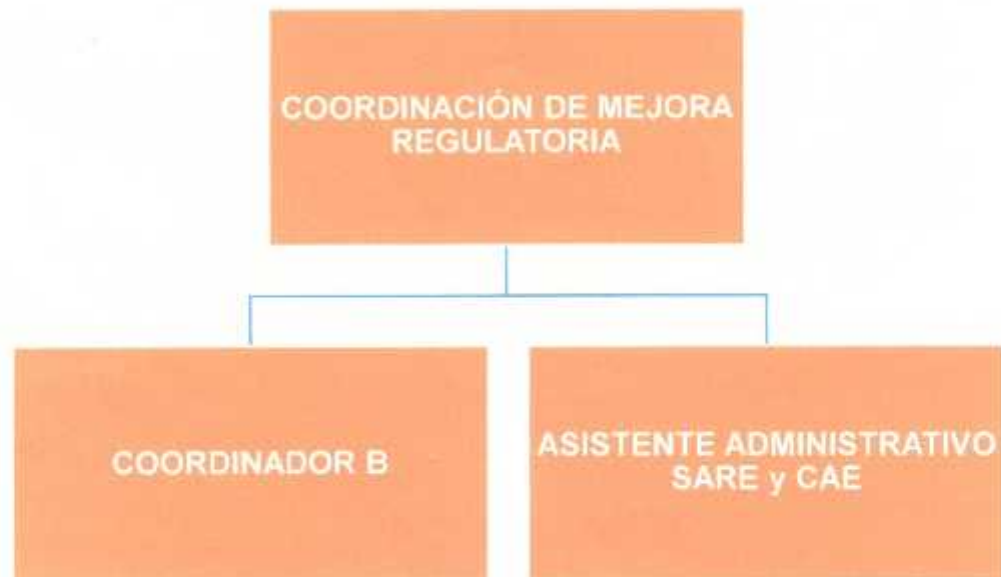 COORDINACIÓN DE MEJORA
REGULATORIA
COORDINADOR B
ASISTENTE ADMINISTRATIVO
SARE y CAE